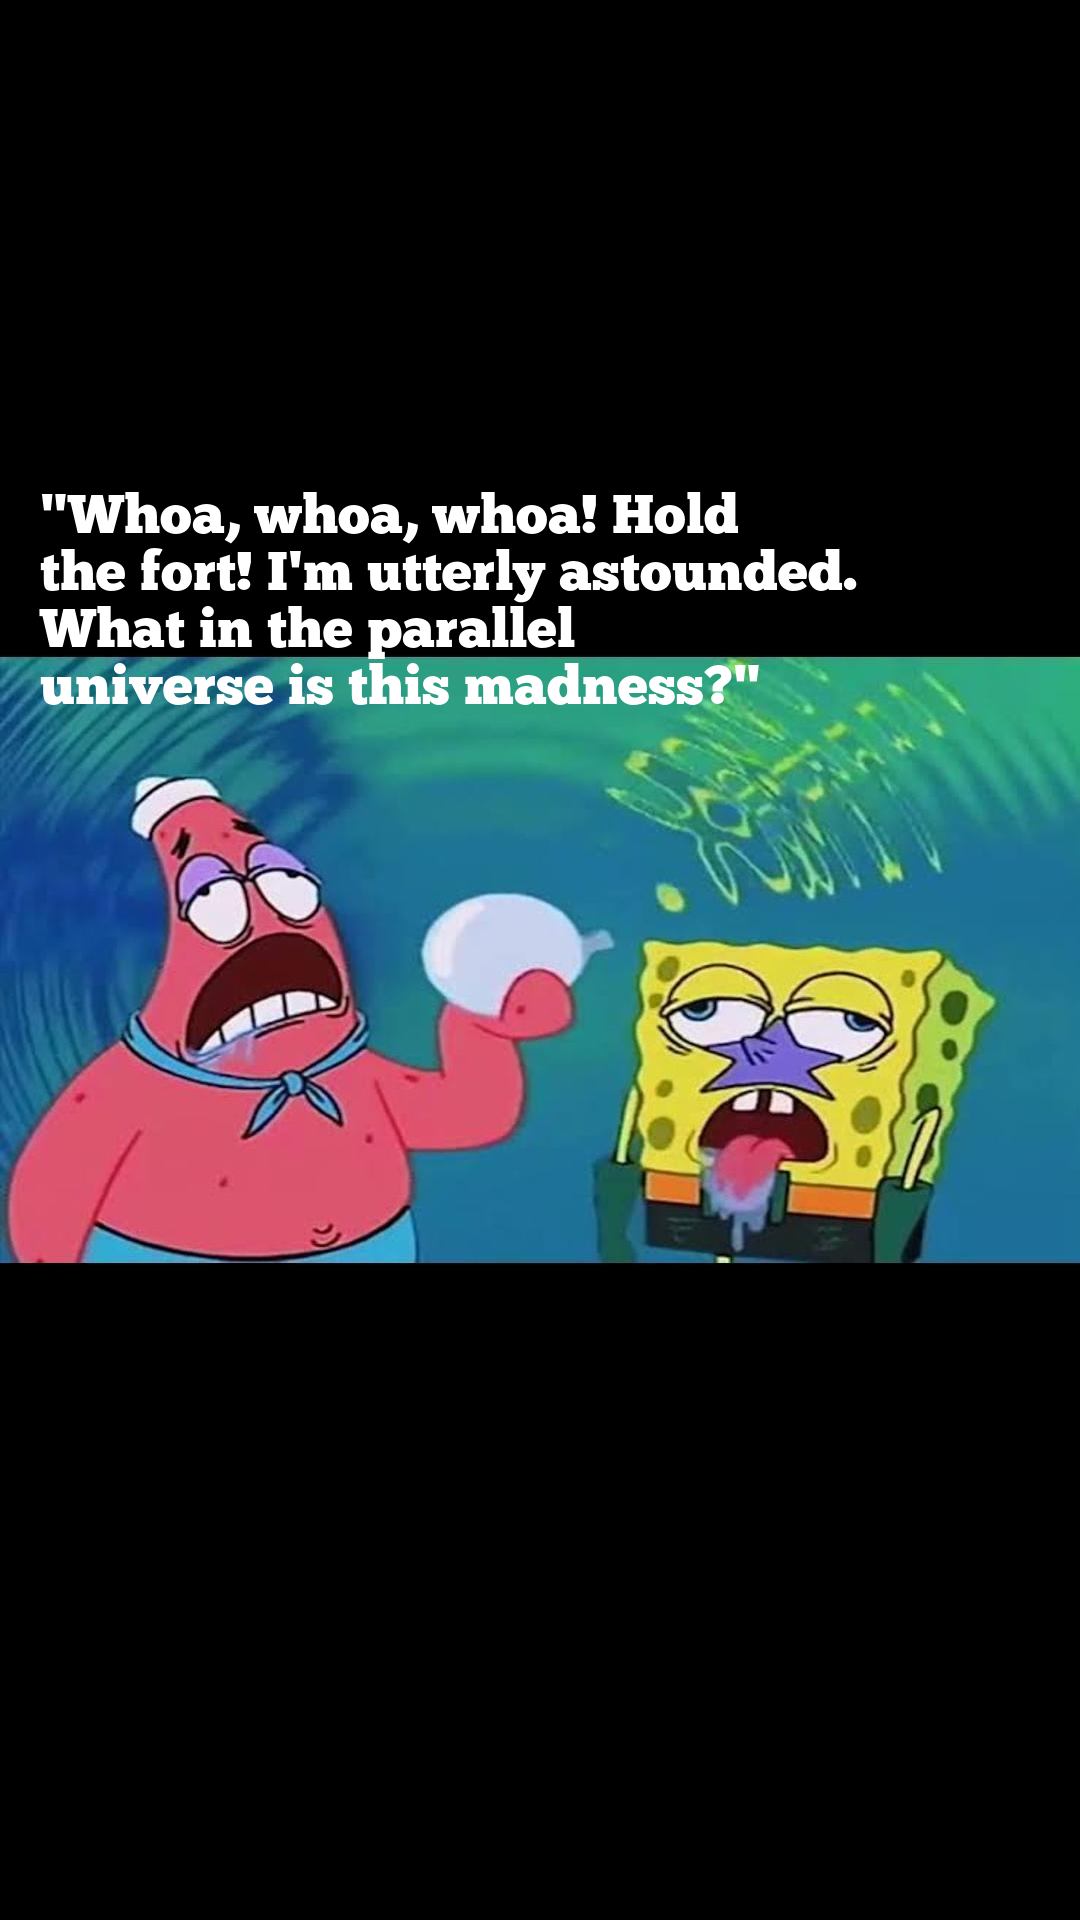 "Whoa, whoa, whoa! Hold
the fort! I'm utterly astounded.
What in the parallel
universe is this madness?"